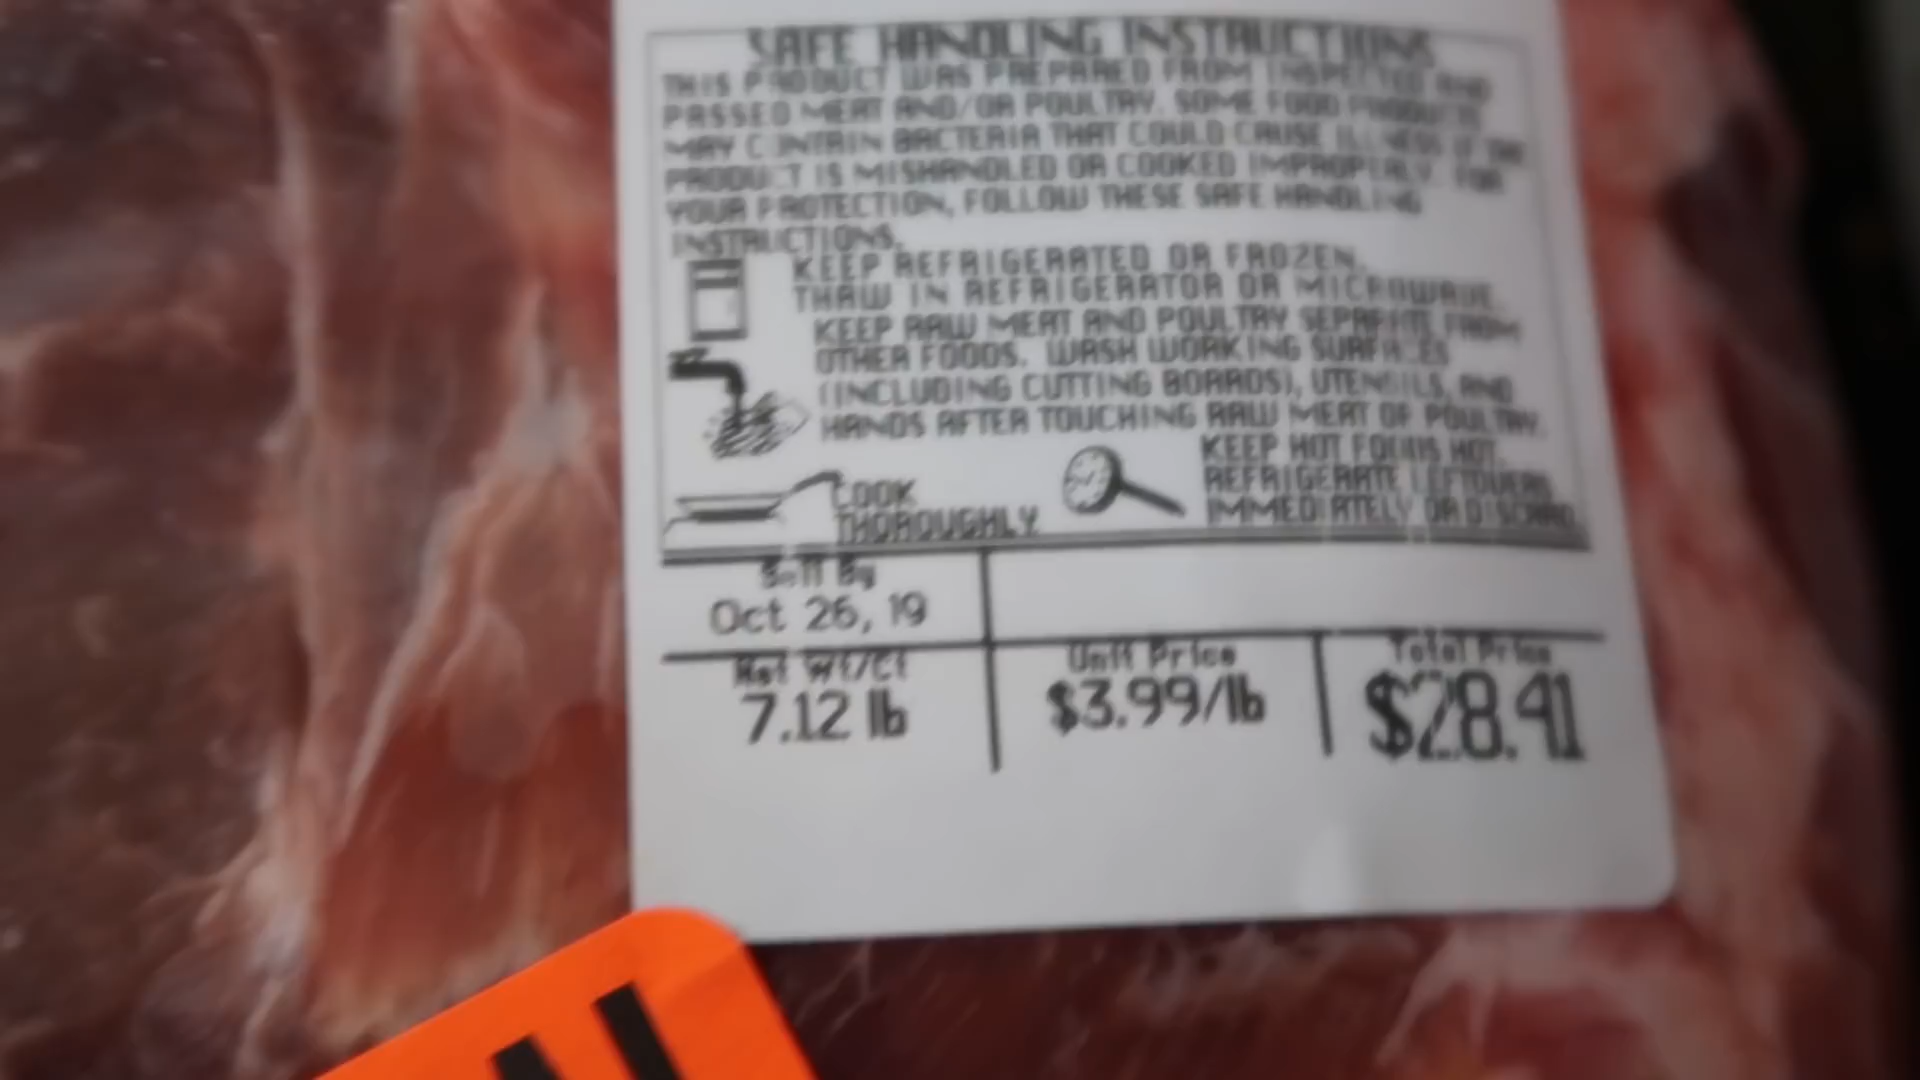 SAFE HANDLING INSTRUCTIONS
THIS PRODUCT WAS PREPARED FROM INSPECTED AND
PASSED MEAT AND/OR POULTRY. SOME FOOD PRODUCTS
MAY CONTAIN BACTERIA THAT COULD CAUSE ILLNESS IF THE
PRODUCT IS MISHANDLED OR COOKED IMPROPERLY. FOR
YOUR PROTECTION, FOLLOW THESE SAFE HANDLING
INSTRUCTIONS.
KEEP REFRIGERATED OR FROZEN.
THAW IN REFRIGERATOR OR MICROWAVE.
KEEP RAW MEAT AND POULTRY SEPARATE FROM
OTHER FOODS. WASH WORKING SURFACES
(INCLUDING CUTTING BOARDS), UTENSILS, AND
HANDS AFTER TOUCHING RAW MEAT OF POULTRY.
COOK
THOROUGHLY.
KEEP HOT FOODS HOT.
REFRIGERATE LEFTOVERS
IMMEDIATELY OR DISCARD.
Sell By
Oct 26, 19
Net Wt/Ct
7.12 lb
Unit Price
$3.99/lb
Total Price
$28.41